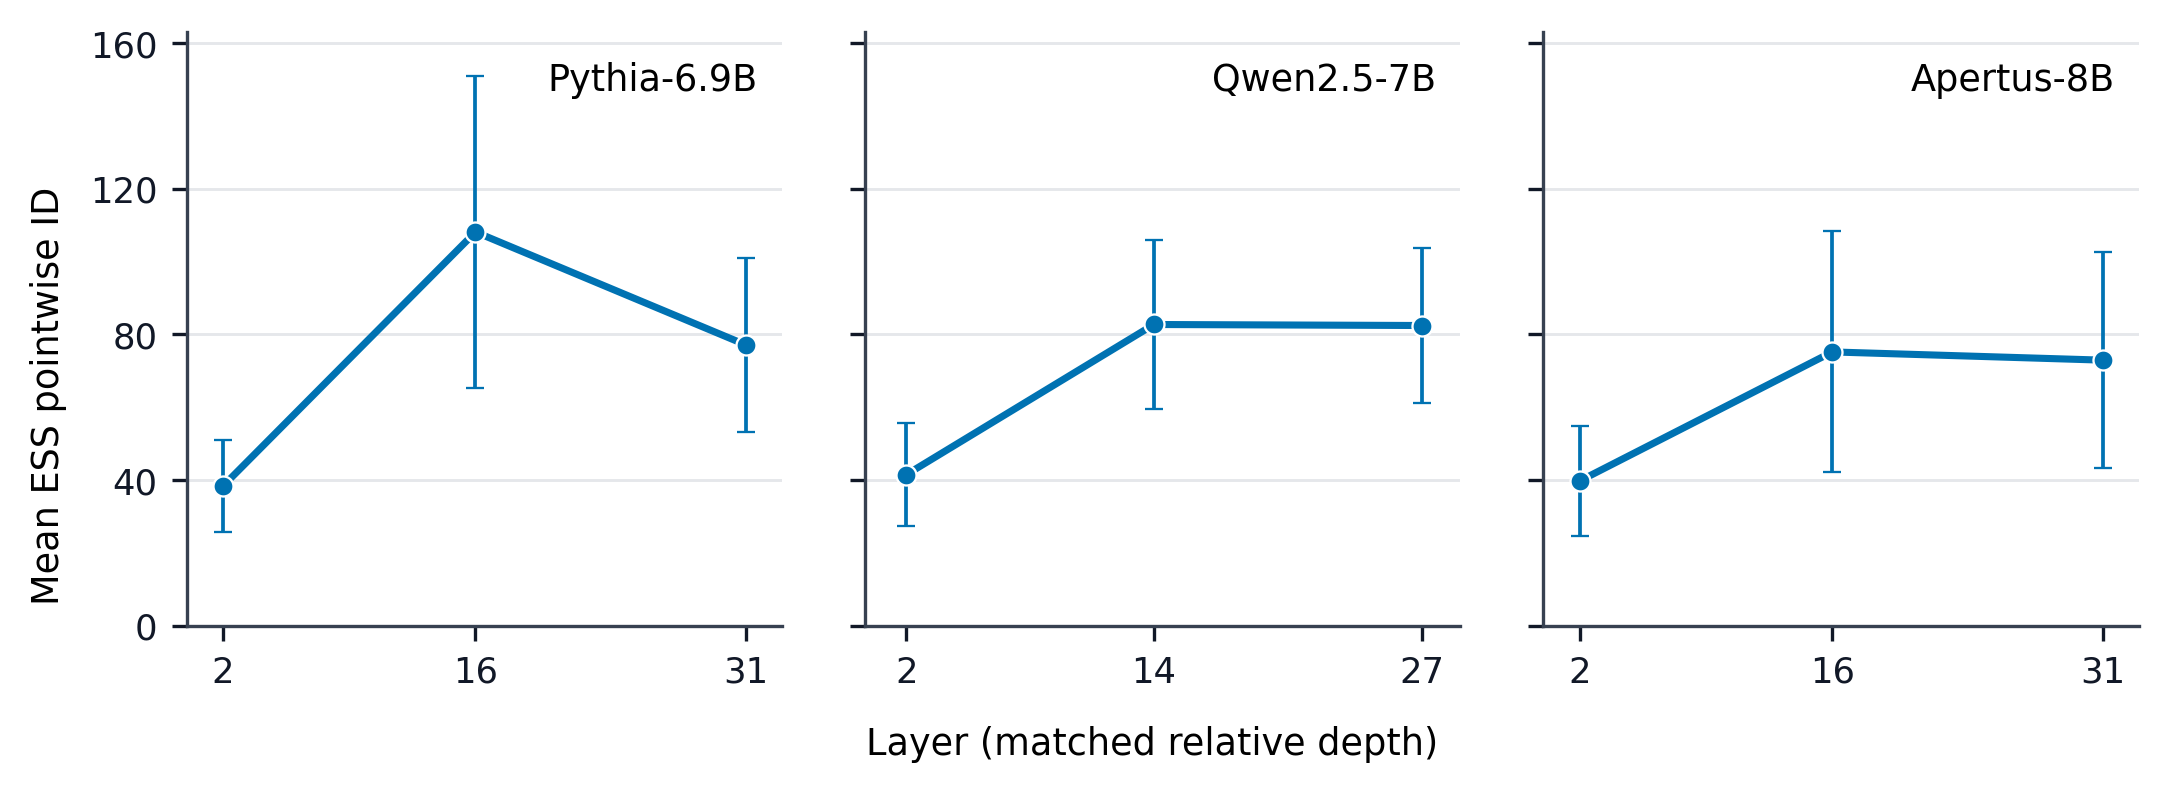 Mean ESS pointwise ID
160
120
80
40
0
Pythia-6.9B
2 16 31
Qwen2.5-7B
2 14 27
Apertus-8B
2 16 31
Layer (matched relative depth)